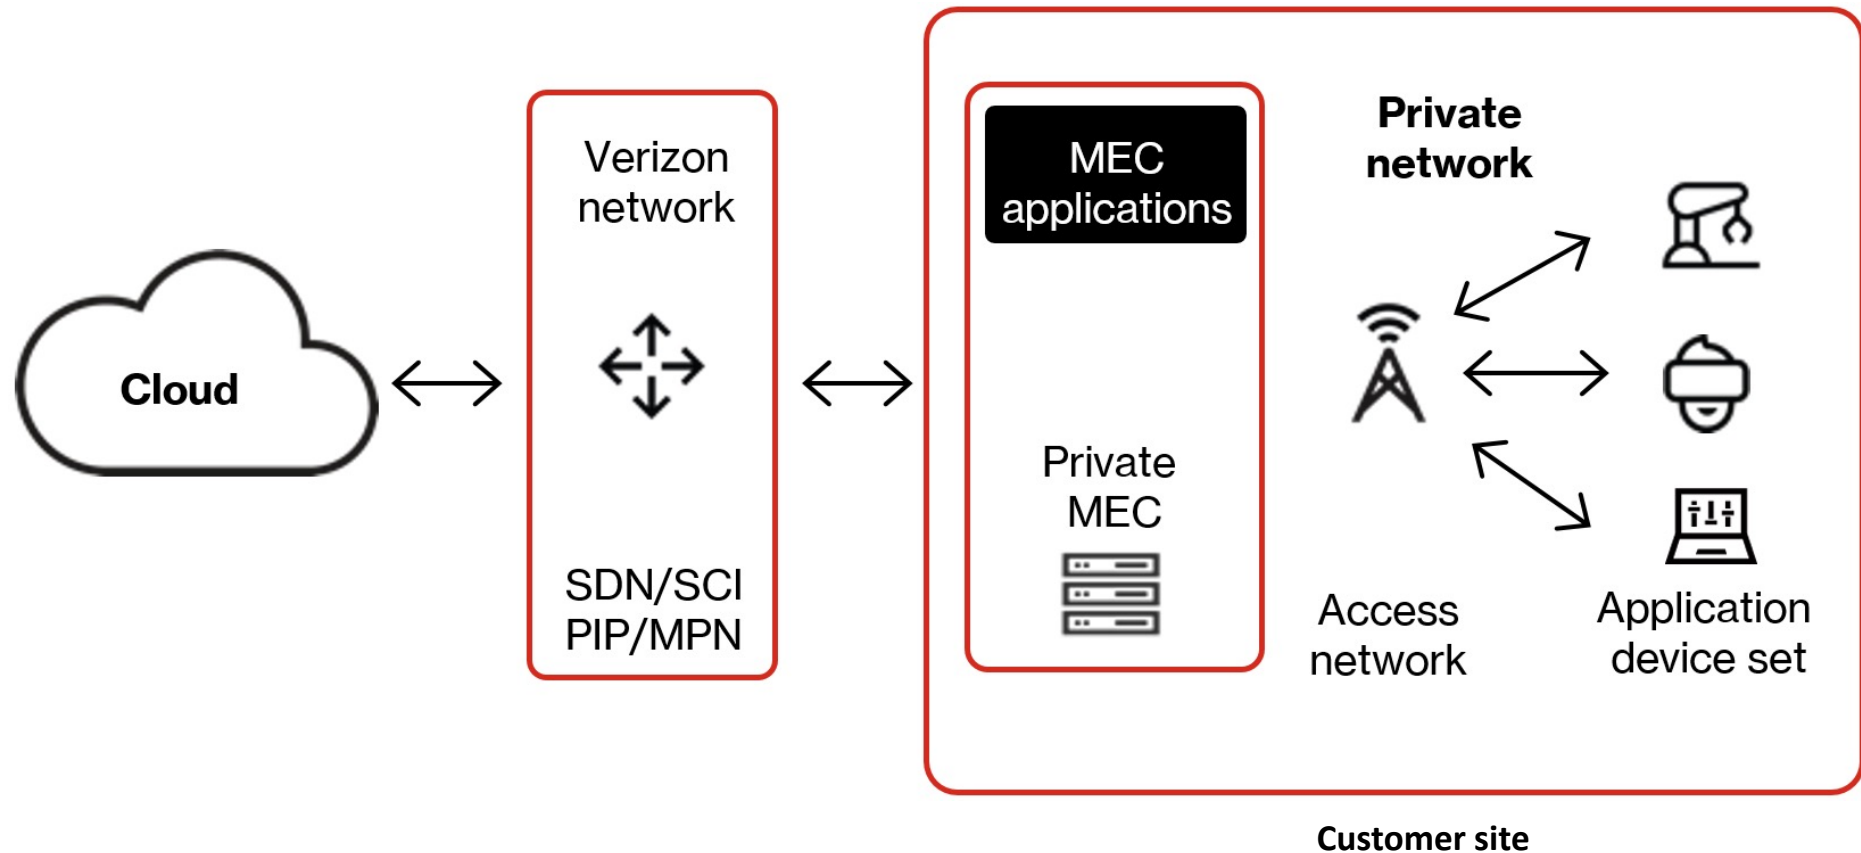 Cloud
Verizon
network
SDN/SCI
PIP/MPN
MEC
applications
Private
MEC
Private
network
Access
network
Application
device set
Customer site